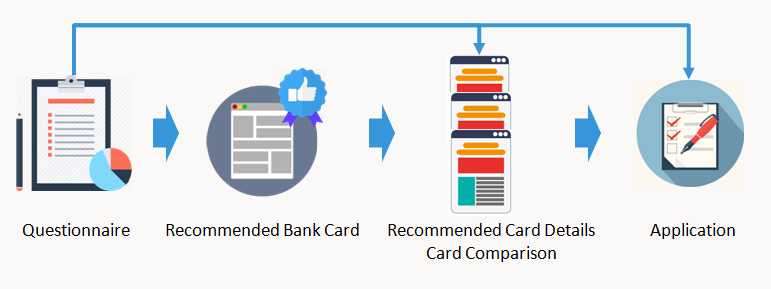 Questionnaire
Recommended Bank Card
Recommended Card Details
Card Comparison
Application